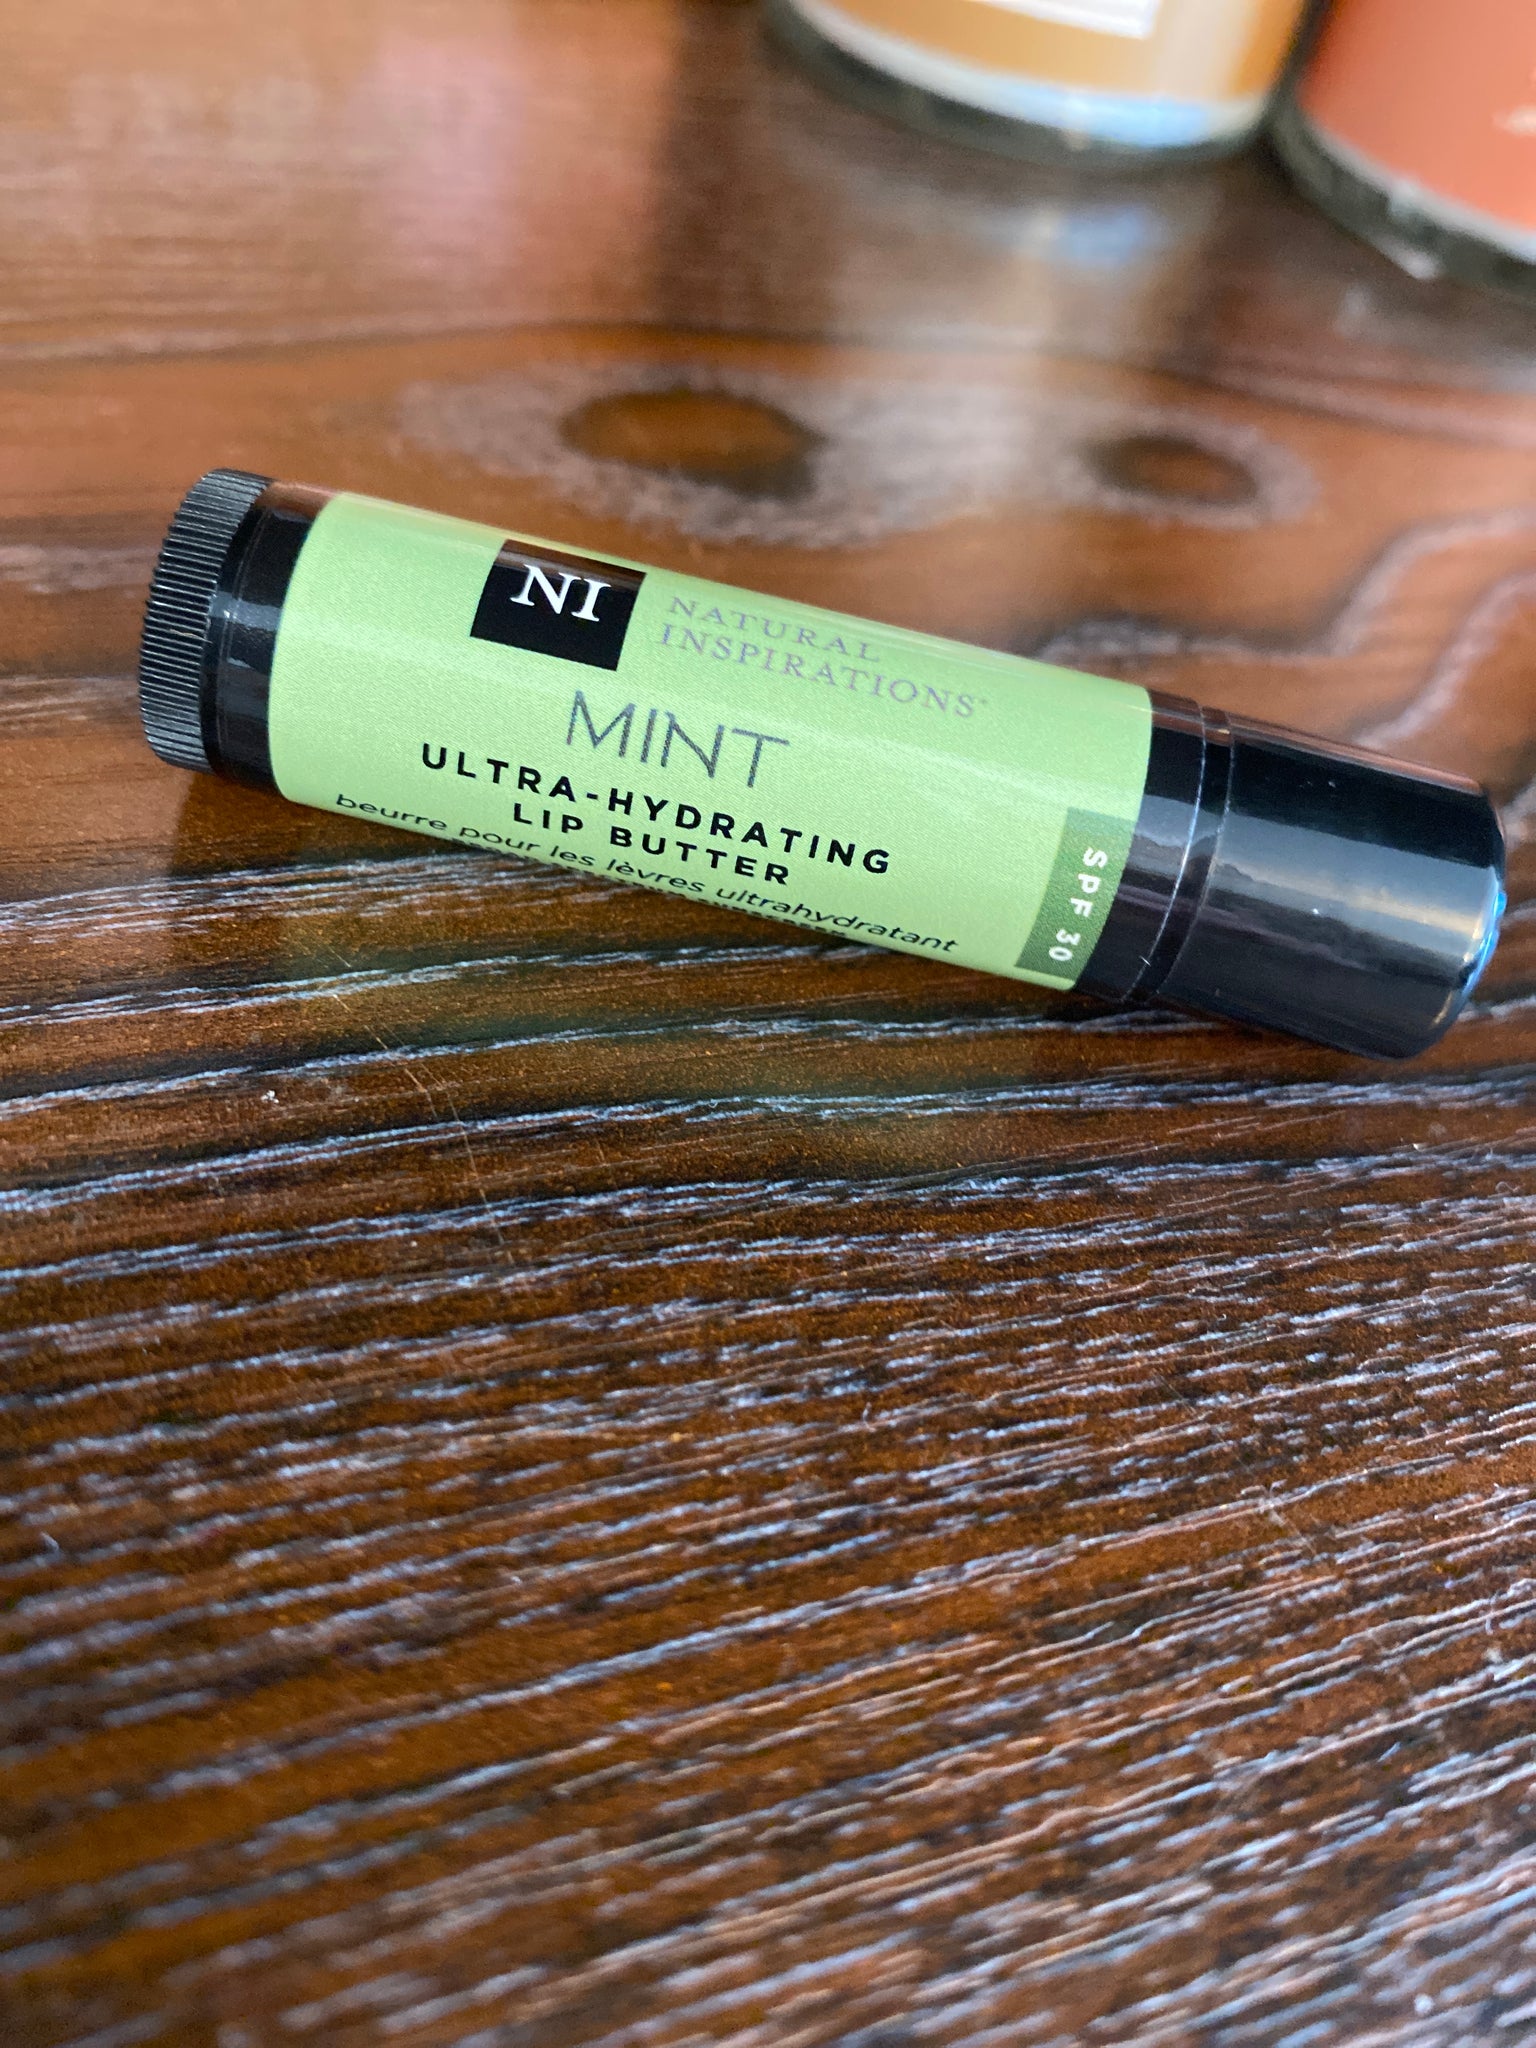 NI
NATURAL
INSPIRATIONS
MINT
ULTRA-HYDRATING
LIP BUTTER
beurre pour les lèvres ultrahydratant
SPF 30